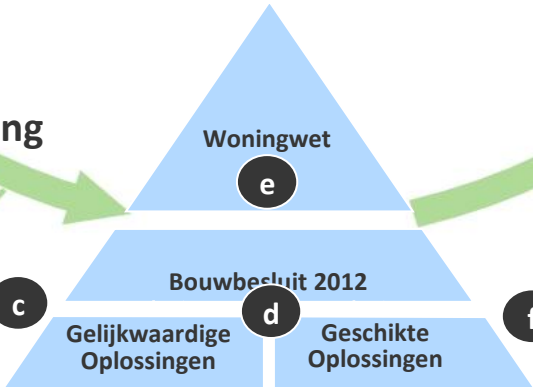 ng
Woningwet
e
Bouwbesluit 2012
c
d
f
Gelijkwaardige
Oplossingen
Geschikte
Oplossingen